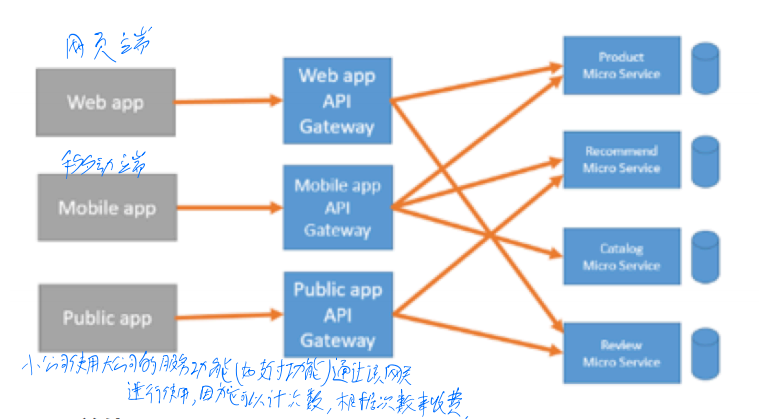 网页端
Web app
Web app
API
Gateway
Product
Micro Service
移动端
Mobile app
Mobile app
API
Gateway
Recommend
Micro Service
Catalog
Micro Service
Public app
Public app
API
Gateway
Review
Micro Service
小公司使用大公司的服务功能(如支付功能)通过该网关
进行使用,因为可以计次数,根据次数来收费.